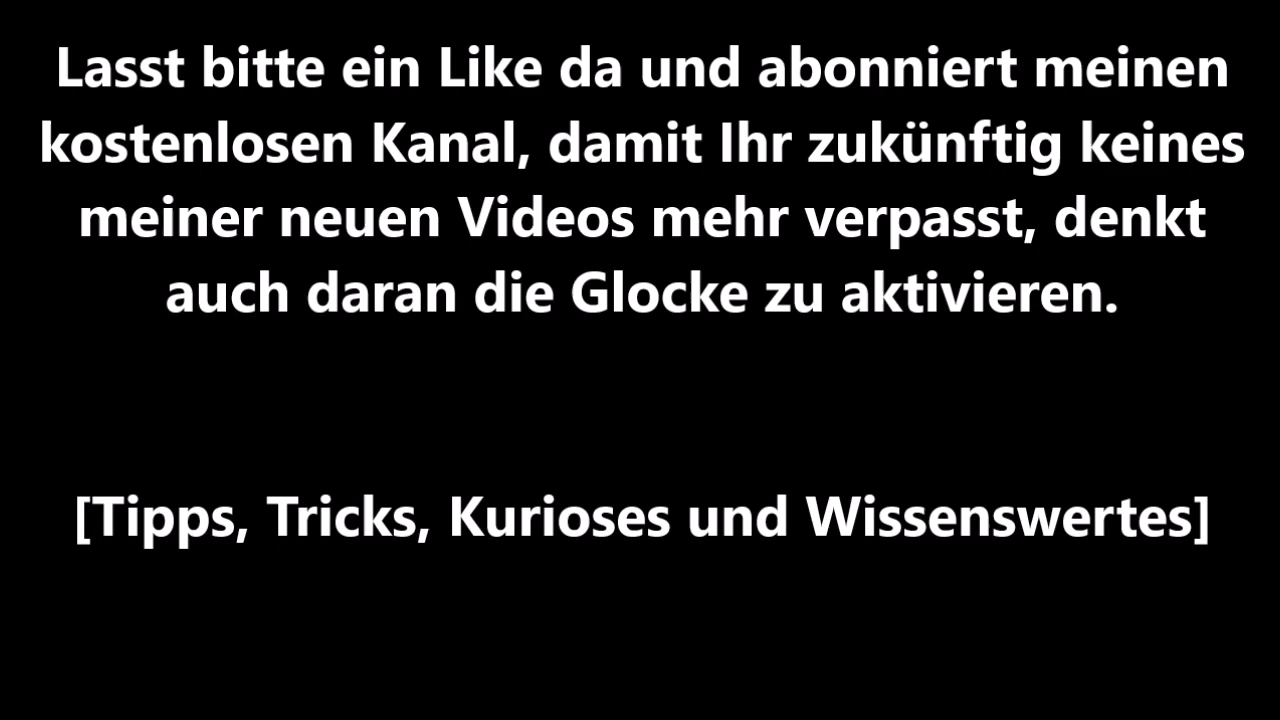 Lasst bitte ein Like da und abonniert meinen
kostenlosen Kanal, damit Ihr zukünftig keines
meiner neuen Videos mehr verpasst, denkt
auch daran die Glocke zu aktivieren.
[Tipps, Tricks, Kurioses und Wissenswertes]